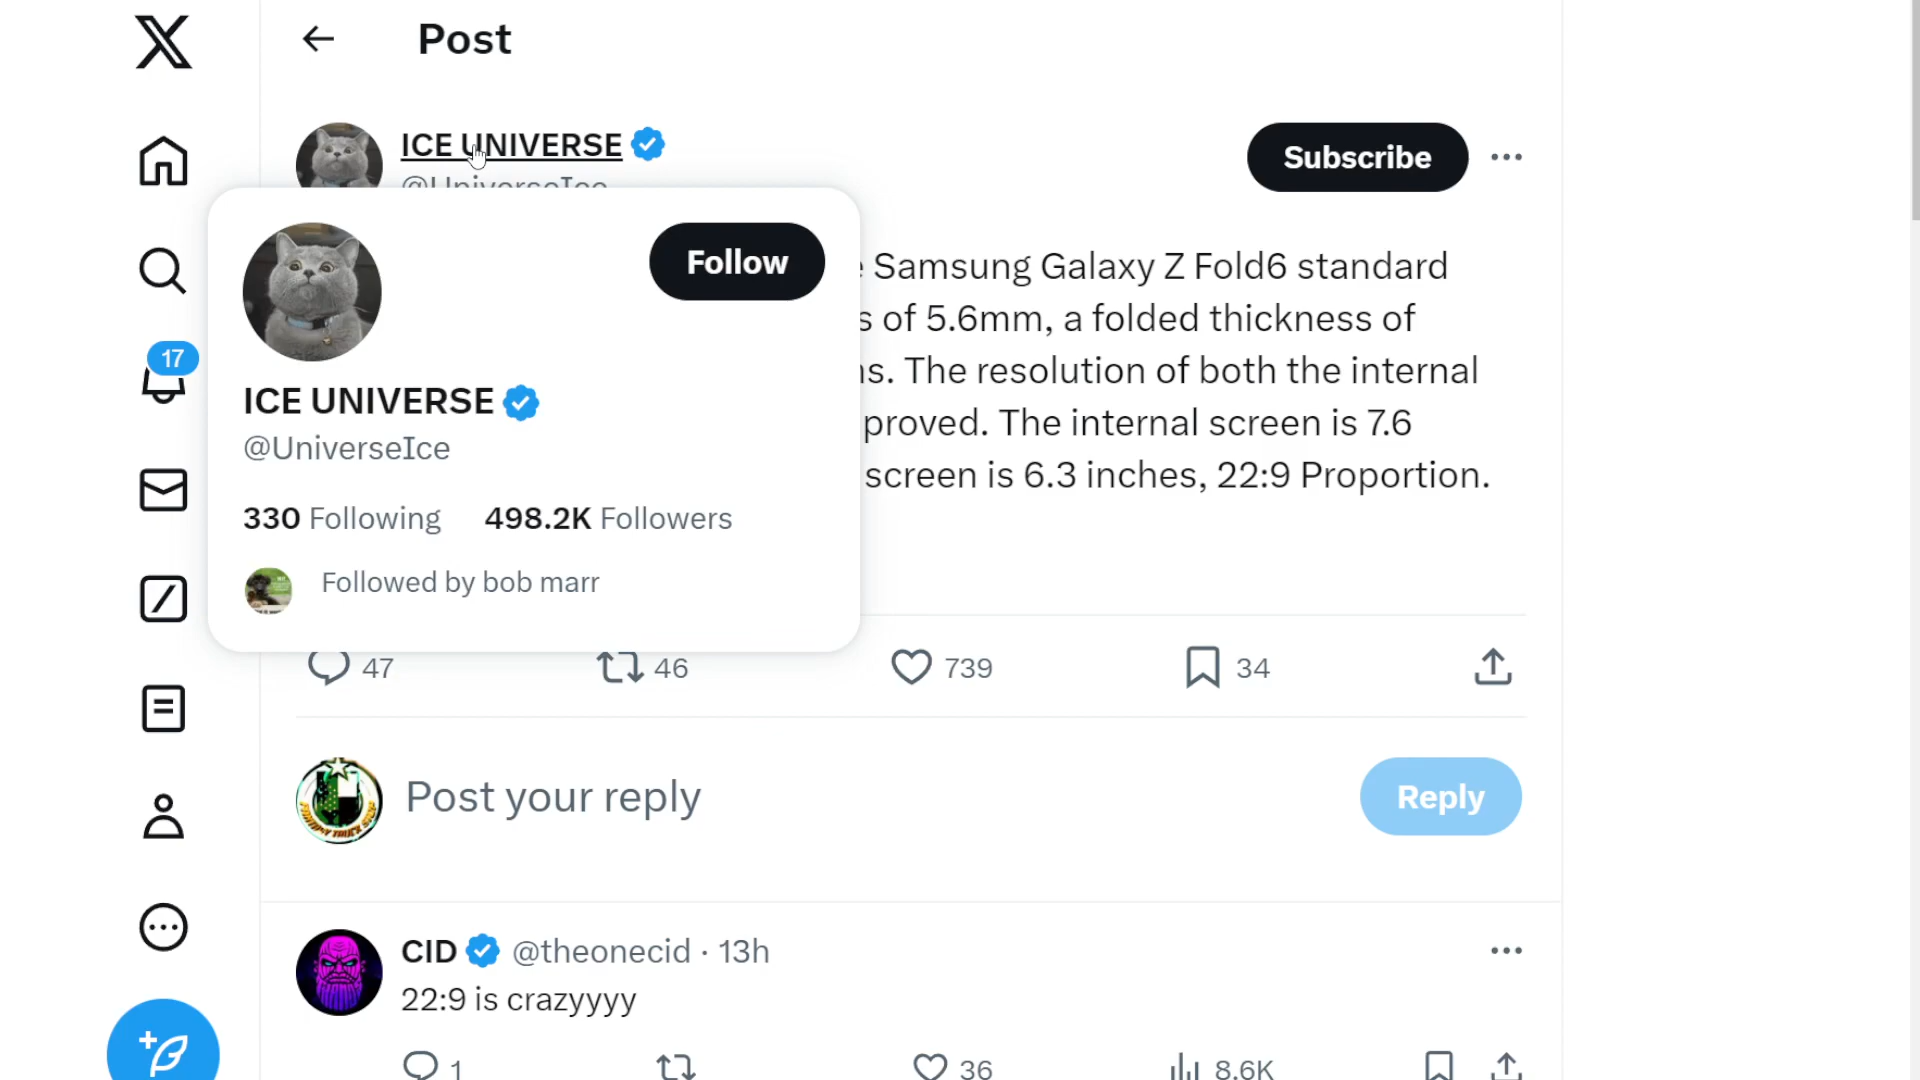 Post
ICE UNIVERSE
@UniverseIce
Subscribe
Follow
ICE UNIVERSE
@UniverseIce
330 Following 498.2K Followers
Followed by bob marr
17
Samsung Galaxy Z Fold6 standard
of 5.6mm, a folded thickness of
The resolution of both the internal
The internal screen is 7.6
screen is 6.3 inches, 22:9 Proportion.
47 46 739 34
Post your reply
Reply
CID @theonecid · 13h
22:9 is crazyyyy
1 36 8.6K